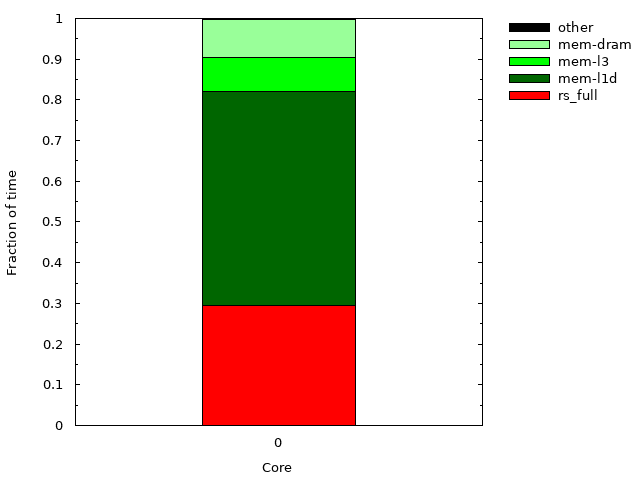 1
0.9
0.8
0.7
0.6
0.5
0.4
0.3
0.2
0.1
0
Fraction of time
0
Core
other
mem-dram
mem-l3
mem-l1d
rs_full